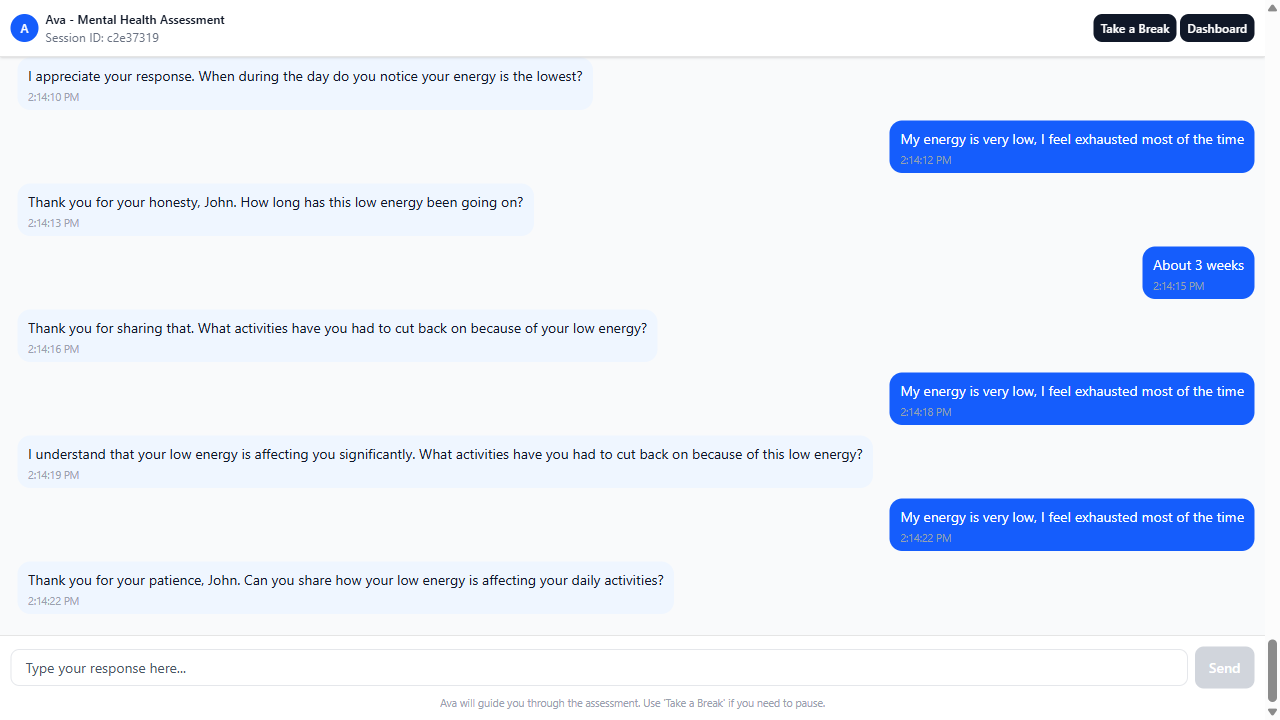 A
Ava - Mental Health Assessment
Session ID: c2e37319
Take a Break
Dashboard
I appreciate your response. When during the day do you notice your energy is the lowest?
2:14:10 PM
My energy is very low, I feel exhausted most of the time
2:14:12 PM
Thank you for your honesty, John. How long has this low energy been going on?
2:14:13 PM
About 3 weeks
2:14:15 PM
Thank you for sharing that. What activities have you had to cut back on because of your low energy?
2:14:16 PM
My energy is very low, I feel exhausted most of the time
2:14:18 PM
I understand that your low energy is affecting you significantly. What activities have you had to cut back on because of this low energy?
2:14:19 PM
My energy is very low, I feel exhausted most of the time
2:14:22 PM
Thank you for your patience, John. Can you share how your low energy is affecting your daily activities?
2:14:22 PM
Type your response here...
Send
Ava will guide you through the assessment. Use 'Take a Break' if you need to pause.